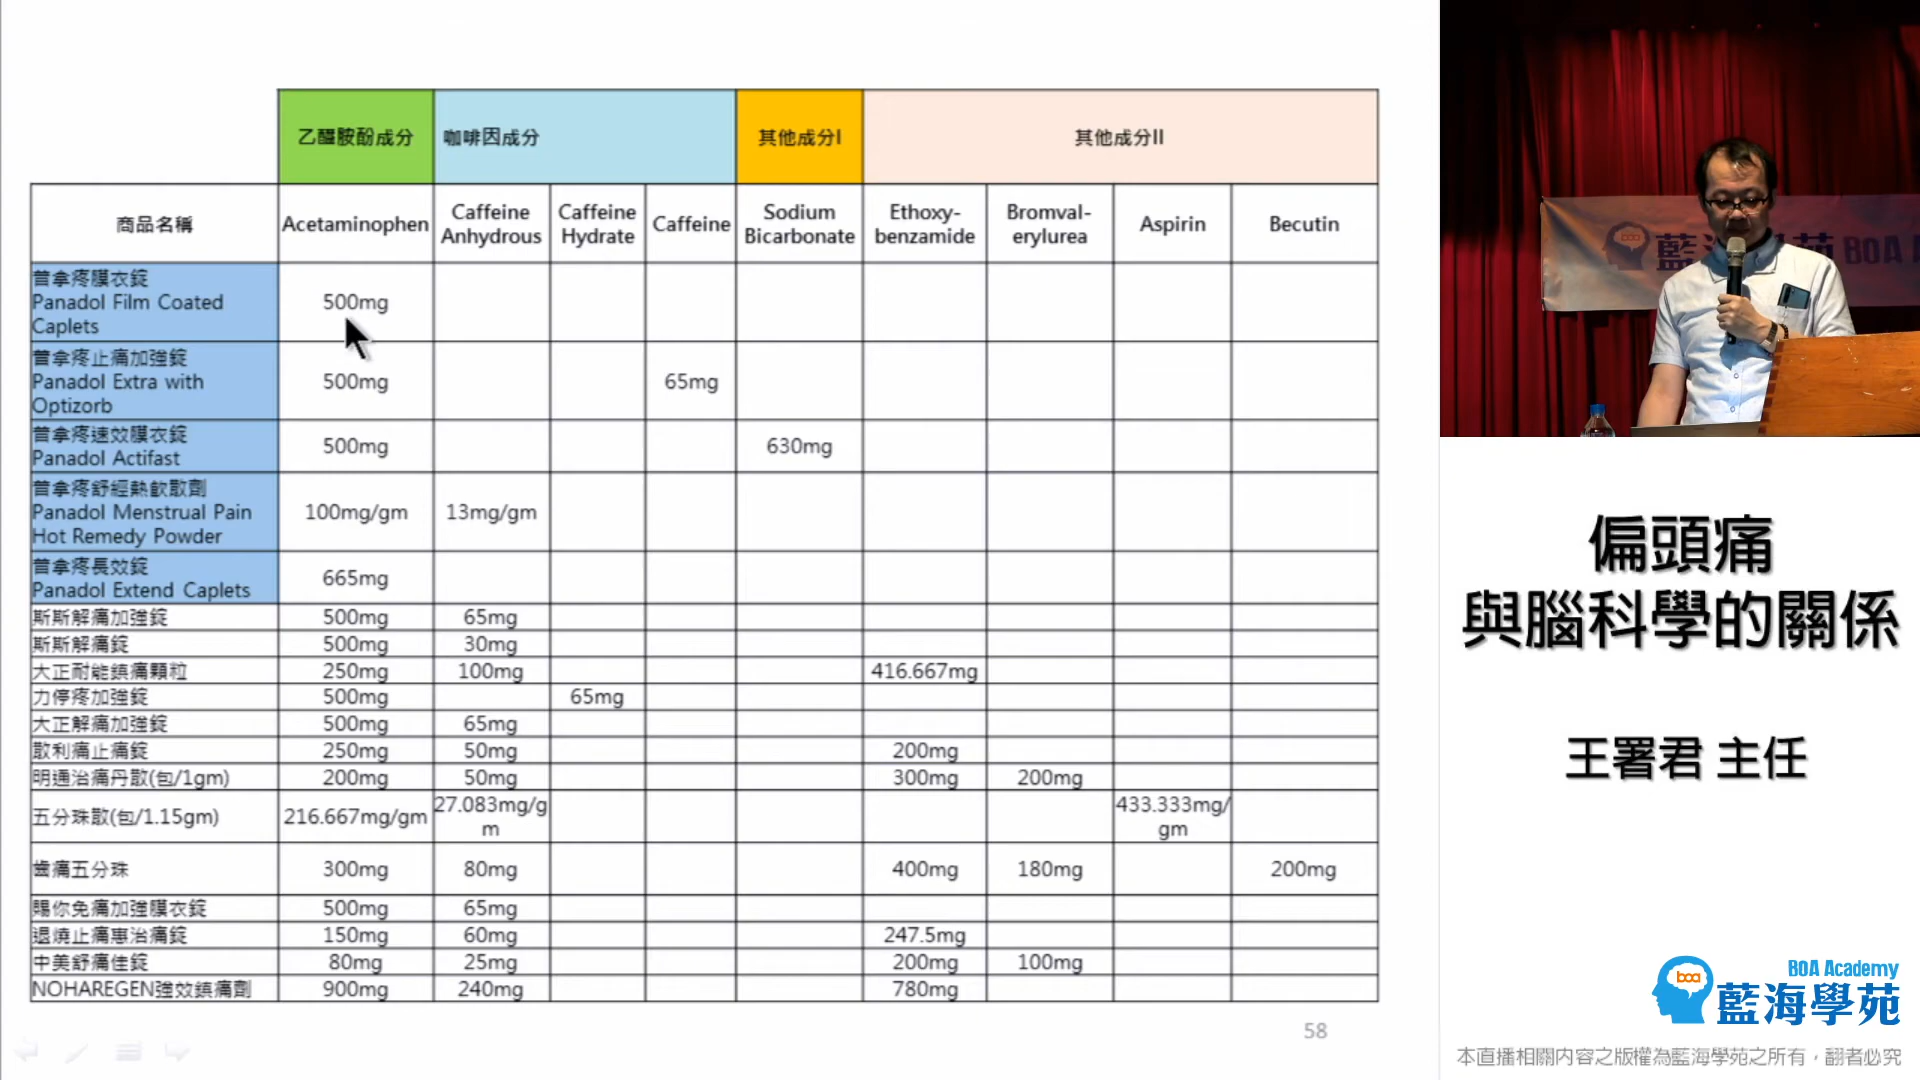 乙醯胺酚成分 咖啡因成分 其他成分I 其他成分II
商品名稱 Acetaminophen Caffeine Anhydrous Caffeine Hydrate Caffeine Sodium Bicarbonate Ethoxy-benzamide Bromval-erylurea Aspirin Becutin
普拿疼膜衣錠
Panadol Film Coated
Caplets
500mg
普拿疼止痛加強錠
Panadol Extra with
Optizorb
500mg 65mg
普拿疼速效膜衣錠
Panadol Actifast
500mg 630mg
普拿疼舒經熱飲散劑
Panadol Menstrual Pain
Hot Remedy Powder
100mg/gm 13mg/gm
普拿疼長效錠
Panadol Extend Caplets
665mg
斯斯解痛加強錠 500mg 65mg
斯斯解痛錠 500mg 30mg
大正耐能鎮痛顆粒 250mg 100mg 416.667mg
力停疼加強錠 500mg 65mg
大正解痛加強錠 500mg 65mg
散利痛止痛錠 250mg 50mg 200mg
明通治痛丹散(包/1gm) 200mg 50mg 300mg 200mg
五分珠散(包/1.15gm) 216.667mg/gm 27.083mg/gm 433.333mg/gm
齒痛五分珠 300mg 80mg 400mg 180mg 200mg
賜你免痛加強膜衣錠 500mg 65mg
退燒止痛惠治痛錠 150mg 60mg 247.5mg
中美舒痛佳錠 80mg 25mg 200mg 100mg
NOHAREGEN強效鎮痛劑 900mg 240mg 780mg
58
boa 藍海學苑 BOA A
偏頭痛
與腦科學的關係
王署君 主任
boa
BOA Academy
藍海學苑
本直播相關內容之版權為藍海學苑之所有，翻者必究